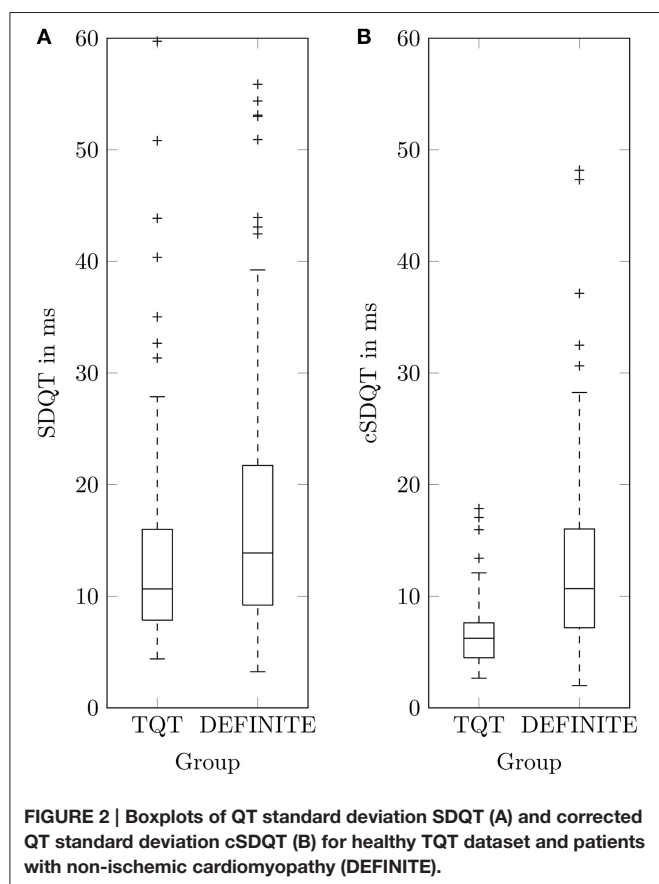 A
60
50
40
30
20
10
0
SDQT in ms
TQT DEFINITE
Group
B
60
50
40
30
20
10
0
cSDQT in ms
TQT DEFINITE
Group
FIGURE 2 | Boxplots of QT standard deviation SDQT (A) and corrected
QT standard deviation cSDQT (B) for healthy TQT dataset and patients
with non-ischemic cardiomyopathy (DEFINITE).